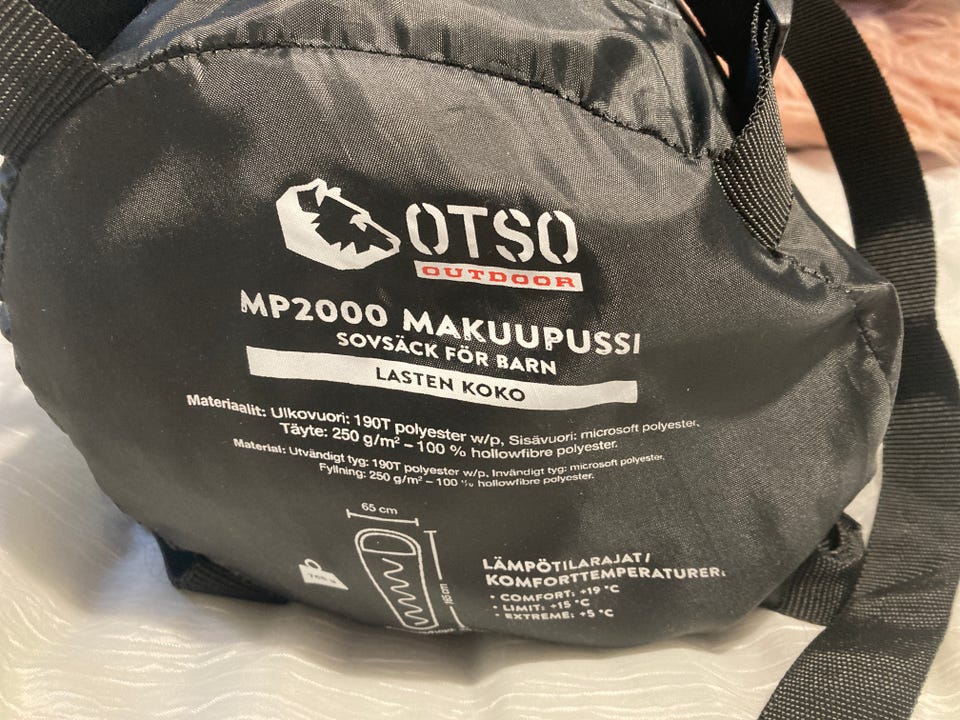 OTSO
OUTDOOR
MP2000 MAKUUPUSSI
SOVSÄCK FÖR BARN
LASTEN KOKO
Materiaalit: Ulkovuori: 190T polyester w/p, Sisävuori: microsoft polyester.
Täyte: 250 g/m² – 100 % hollowfibre polyester.
Material: Utvändigt tyg: 190T polyester w/p, Invändigt tyg: microsoft polyester.
Fyllning: 250 g/m² – 100 % hollowfibre polyester.
65 cm
LÄMPÖTILARAJAT/
KOMFORTTEMPERATURER:
• COMFORT: +19 °C
• LIMIT: +15 °C
• EXTREME: +5 °C